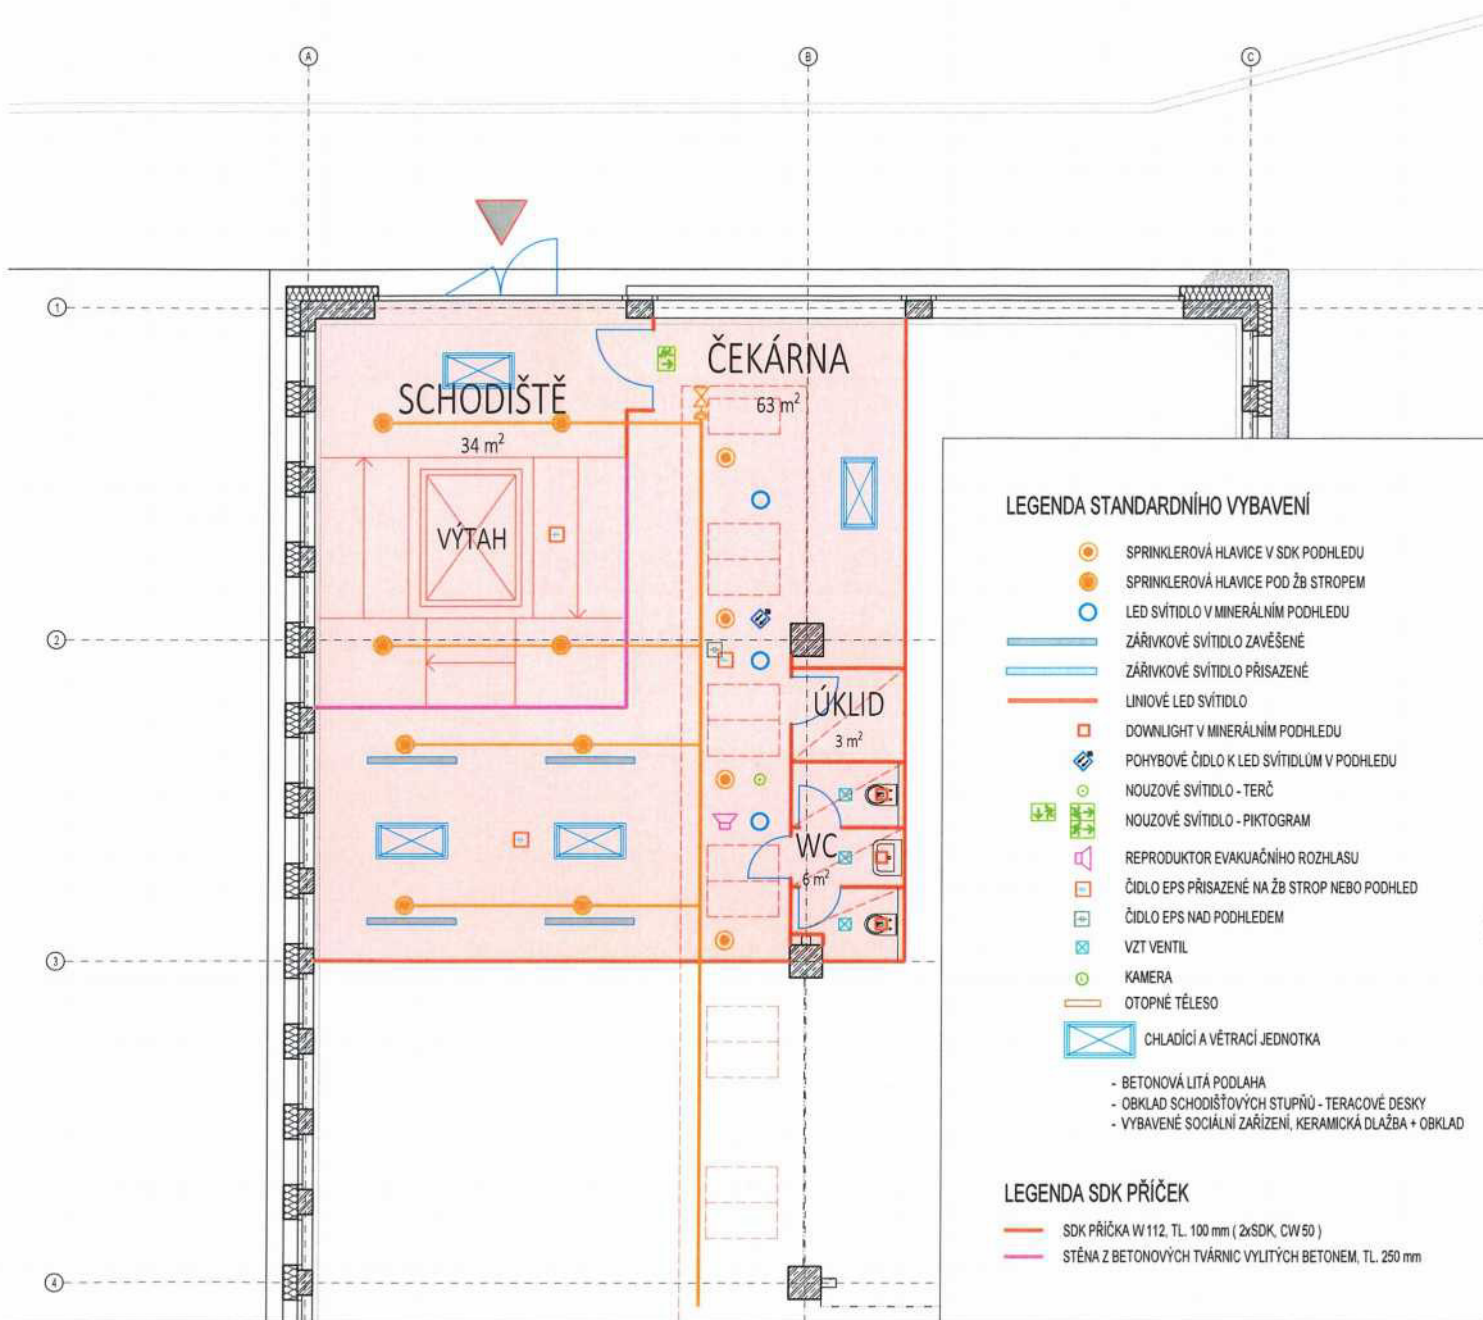 A
B
C
1
ČEKÁRNA
63 m²
SCHODIŠTĚ
34 m²
VÝTAH
2
ÚKLID
3 m²
WC
6 m²
3
4
LEGENDA STANDARDNÍHO VYBAVENÍ
SPRINKLEROVÁ HLAVICE V SDK PODHLEDU
SPRINKLEROVÁ HLAVICE POD ŽB STROPEM
LED SVÍTIDLO V MINERÁLNÍM PODHLEDU
ZÁŘIVKOVÉ SVÍTIDLO ZAVĚŠENÉ
ZÁŘIVKOVÉ SVÍTIDLO PŘISAZENÉ
LINIOVÉ LED SVÍTIDLO
DOWNLIGHT V MINERÁLNÍM PODHLEDU
POHYBOVÉ ČIDLO K LED SVÍTIDLŮM V PODHLEDU
NOUZOVÉ SVÍTIDLO - TERČ
NOUZOVÉ SVÍTIDLO - PIKTOGRAM
REPRODUKTOR EVAKUAČNÍHO ROZHLASU
ČIDLO EPS PŘISAZENÉ NA ŽB STROP NEBO PODHLED
ČIDLO EPS NAD PODHLEDEM
VZT VENTIL
KAMERA
OTOPNÉ TĚLESO
CHLADÍCÍ A VĚTRACÍ JEDNOTKA
- BETONOVÁ LITÁ PODLAHA
- OBKLAD SCHODIŠŤOVÝCH STUPŇŮ - TERACOVÉ DESKY
- VYBAVENÉ SOCIÁLNÍ ZAŘÍZENÍ, KERAMICKÁ DLAŽBA + OBKLAD
LEGENDA SDK PŘÍČEK
SDK PŘÍČKA W 112, TL. 100 mm ( 2xSDK, CW 50 )
STĚNA Z BETONOVÝCH TVÁRNIC VYLITÝCH BETONEM, TL. 250 mm